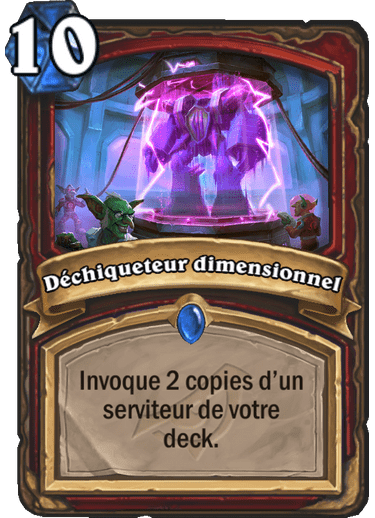 10
Déchiqueteur dimensionnel
Invoque 2 copies d'un
serviteur de votre
deck.